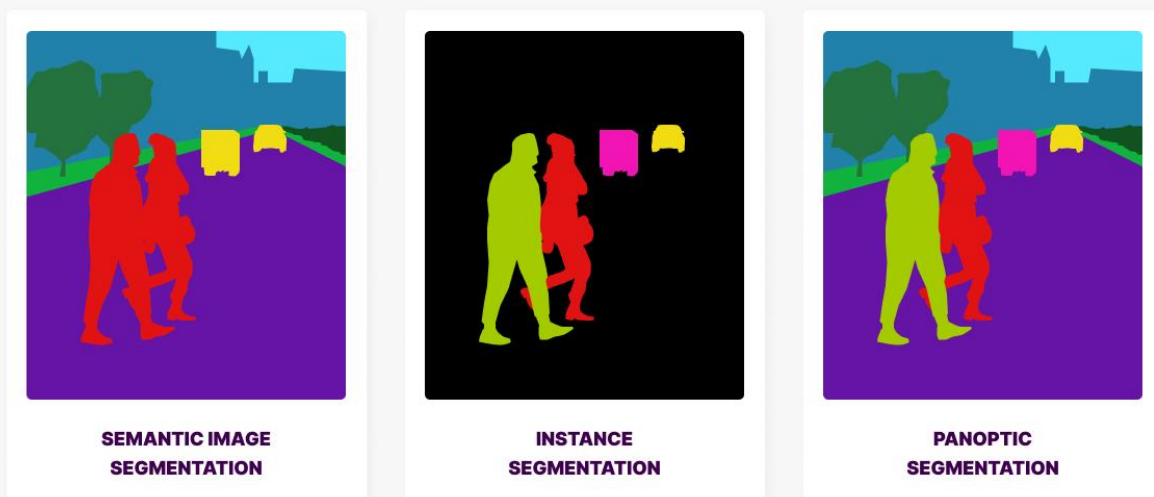 SEMANTIC IMAGE
SEGMENTATION
INSTANCE
SEGMENTATION
PANOPTIC
SEGMENTATION